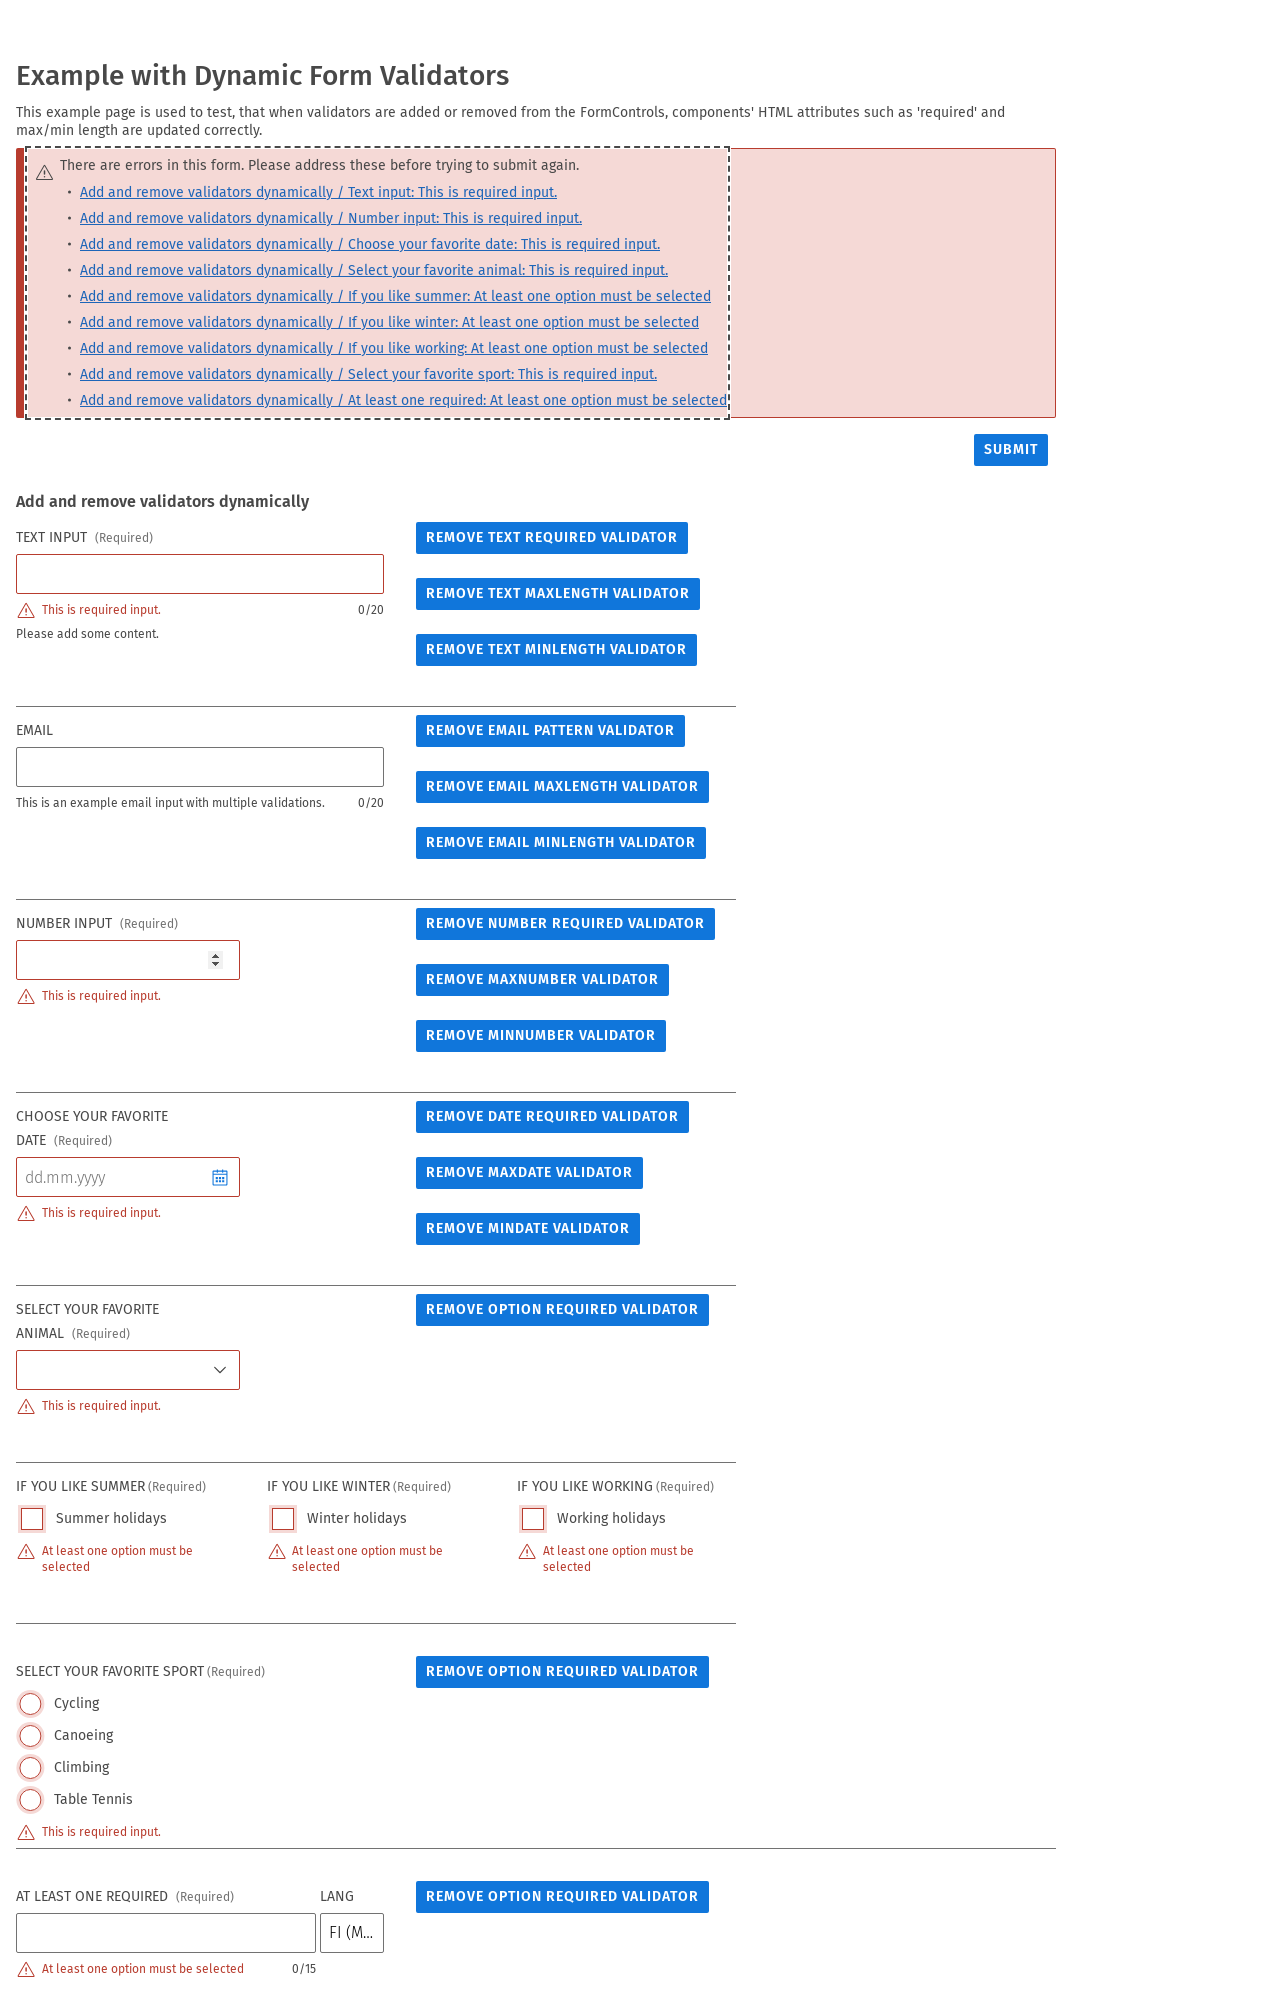 Example with Dynamic Form Validators
This example page is used to test, that when validators are added or removed from the FormControls, components' HTML attributes such as 'required' and
max/min length are updated correctly.
There are errors in this form. Please address these before trying to submit again.
• Add and remove validators dynamically / Text input: This is required input.
• Add and remove validators dynamically / Number input: This is required input.
• Add and remove validators dynamically / Choose your favorite date: This is required input.
• Add and remove validators dynamically / Select your favorite animal: This is required input.
• Add and remove validators dynamically / If you like summer: At least one option must be selected
• Add and remove validators dynamically / If you like winter: At least one option must be selected
• Add and remove validators dynamically / If you like working: At least one option must be selected
• Add and remove validators dynamically / Select your favorite sport: This is required input.
• Add and remove validators dynamically / At least one required: At least one option must be selected
SUBMIT
Add and remove validators dynamically
TEXT INPUT (Required)
REMOVE TEXT REQUIRED VALIDATOR
REMOVE TEXT MAXLENGTH VALIDATOR
This is required input. 0/20
Please add some content.
REMOVE TEXT MINLENGTH VALIDATOR
EMAIL
REMOVE EMAIL PATTERN VALIDATOR
REMOVE EMAIL MAXLENGTH VALIDATOR
This is an example email input with multiple validations. 0/20
REMOVE EMAIL MINLENGTH VALIDATOR
NUMBER INPUT (Required)
REMOVE NUMBER REQUIRED VALIDATOR
REMOVE MAXNUMBER VALIDATOR
This is required input.
REMOVE MINNUMBER VALIDATOR
CHOOSE YOUR FAVORITE
DATE (Required)
REMOVE DATE REQUIRED VALIDATOR
dd.mm.yyyy
REMOVE MAXDATE VALIDATOR
This is required input.
REMOVE MINDATE VALIDATOR
SELECT YOUR FAVORITE
ANIMAL (Required)
REMOVE OPTION REQUIRED VALIDATOR
This is required input.
IF YOU LIKE SUMMER (Required)
Summer holidays
At least one option must be
selected
IF YOU LIKE WINTER (Required)
Winter holidays
At least one option must be
selected
IF YOU LIKE WORKING (Required)
Working holidays
At least one option must be
selected
SELECT YOUR FAVORITE SPORT (Required)
REMOVE OPTION REQUIRED VALIDATOR
Cycling
Canoeing
Climbing
Table Tennis
This is required input.
AT LEAST ONE REQUIRED (Required)
LANG
REMOVE OPTION REQUIRED VALIDATOR
FI (M...
At least one option must be selected 0/15